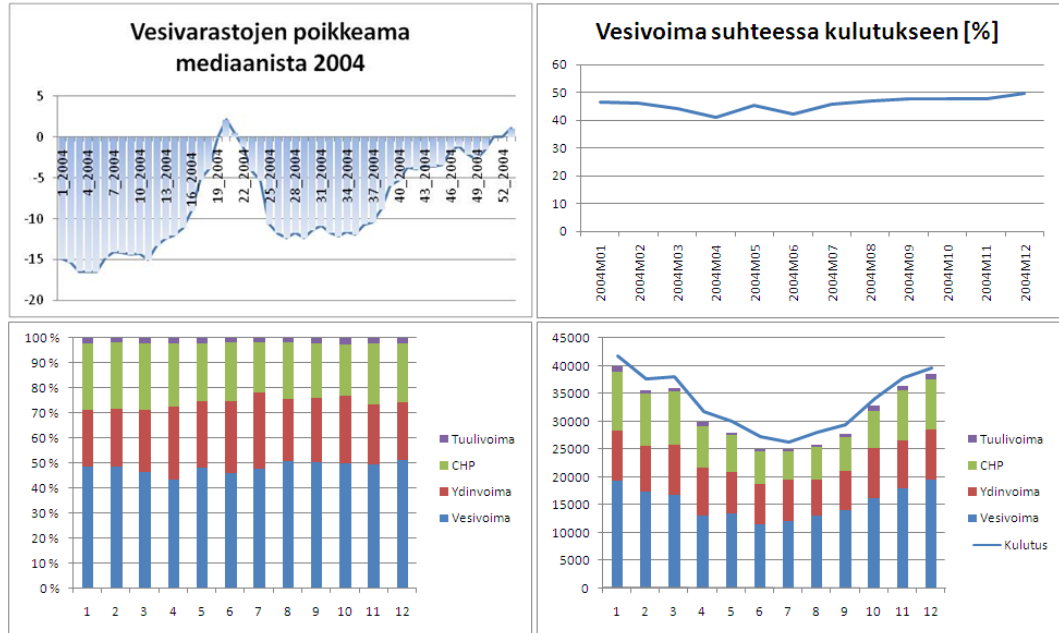 Vesivarastojen poikkeama
mediaanista 2004
5
0
-5
-10
-15
-20
1_2004
4_2004
7_2004
10_2004
13_2004
16_2004
19_2004
22_2004
25_2004
28_2004
31_2004
34_2004
37_2004
40_2004
43_2004
46_2004
49_2004
52_2004
Vesivoima suhteessa kulutukseen [%]
60
50
40
30
20
10
0
2004M01
2004M02
2004M03
2004M04
2004M05
2004M06
2004M07
2004M08
2004M09
2004M10
2004M11
2004M12
100 %
90 %
80 %
70 %
60 %
50 %
40 %
30 %
20 %
10 %
0 %
1 2 3 4 5 6 7 8 9 10 11 12
Tuulivoima
CHP
Ydinvoima
Vesivoima
45000
40000
35000
30000
25000
20000
15000
10000
5000
0
1 2 3 4 5 6 7 8 9 10 11 12
Tuulivoima
CHP
Ydinvoima
Vesivoima
Kulutus